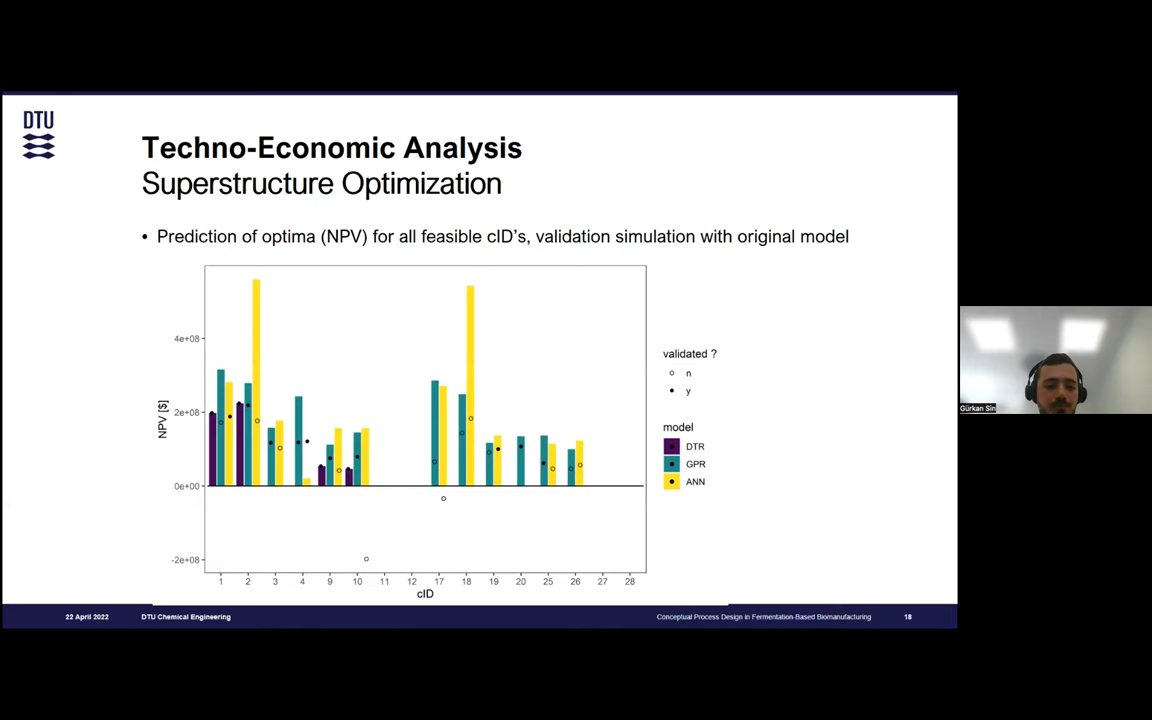 DTU
Techno-Economic Analysis
Superstructure Optimization
• Prediction of optima (NPV) for all feasible cID's, validation simulation with original model
4e+08
2e+08
0e+00
-2e+08
NPV [$]
1 2 3 4 9 10 11 12 17 18 19 20 25 26 27 28
cID
validated ?
n
y
model
DTR
GPR
ANN
Gürkan Sin
22 April 2022 DTU Chemical Engineering Conceptual Process Design in Fermentation-Based Biomanufacturing 18